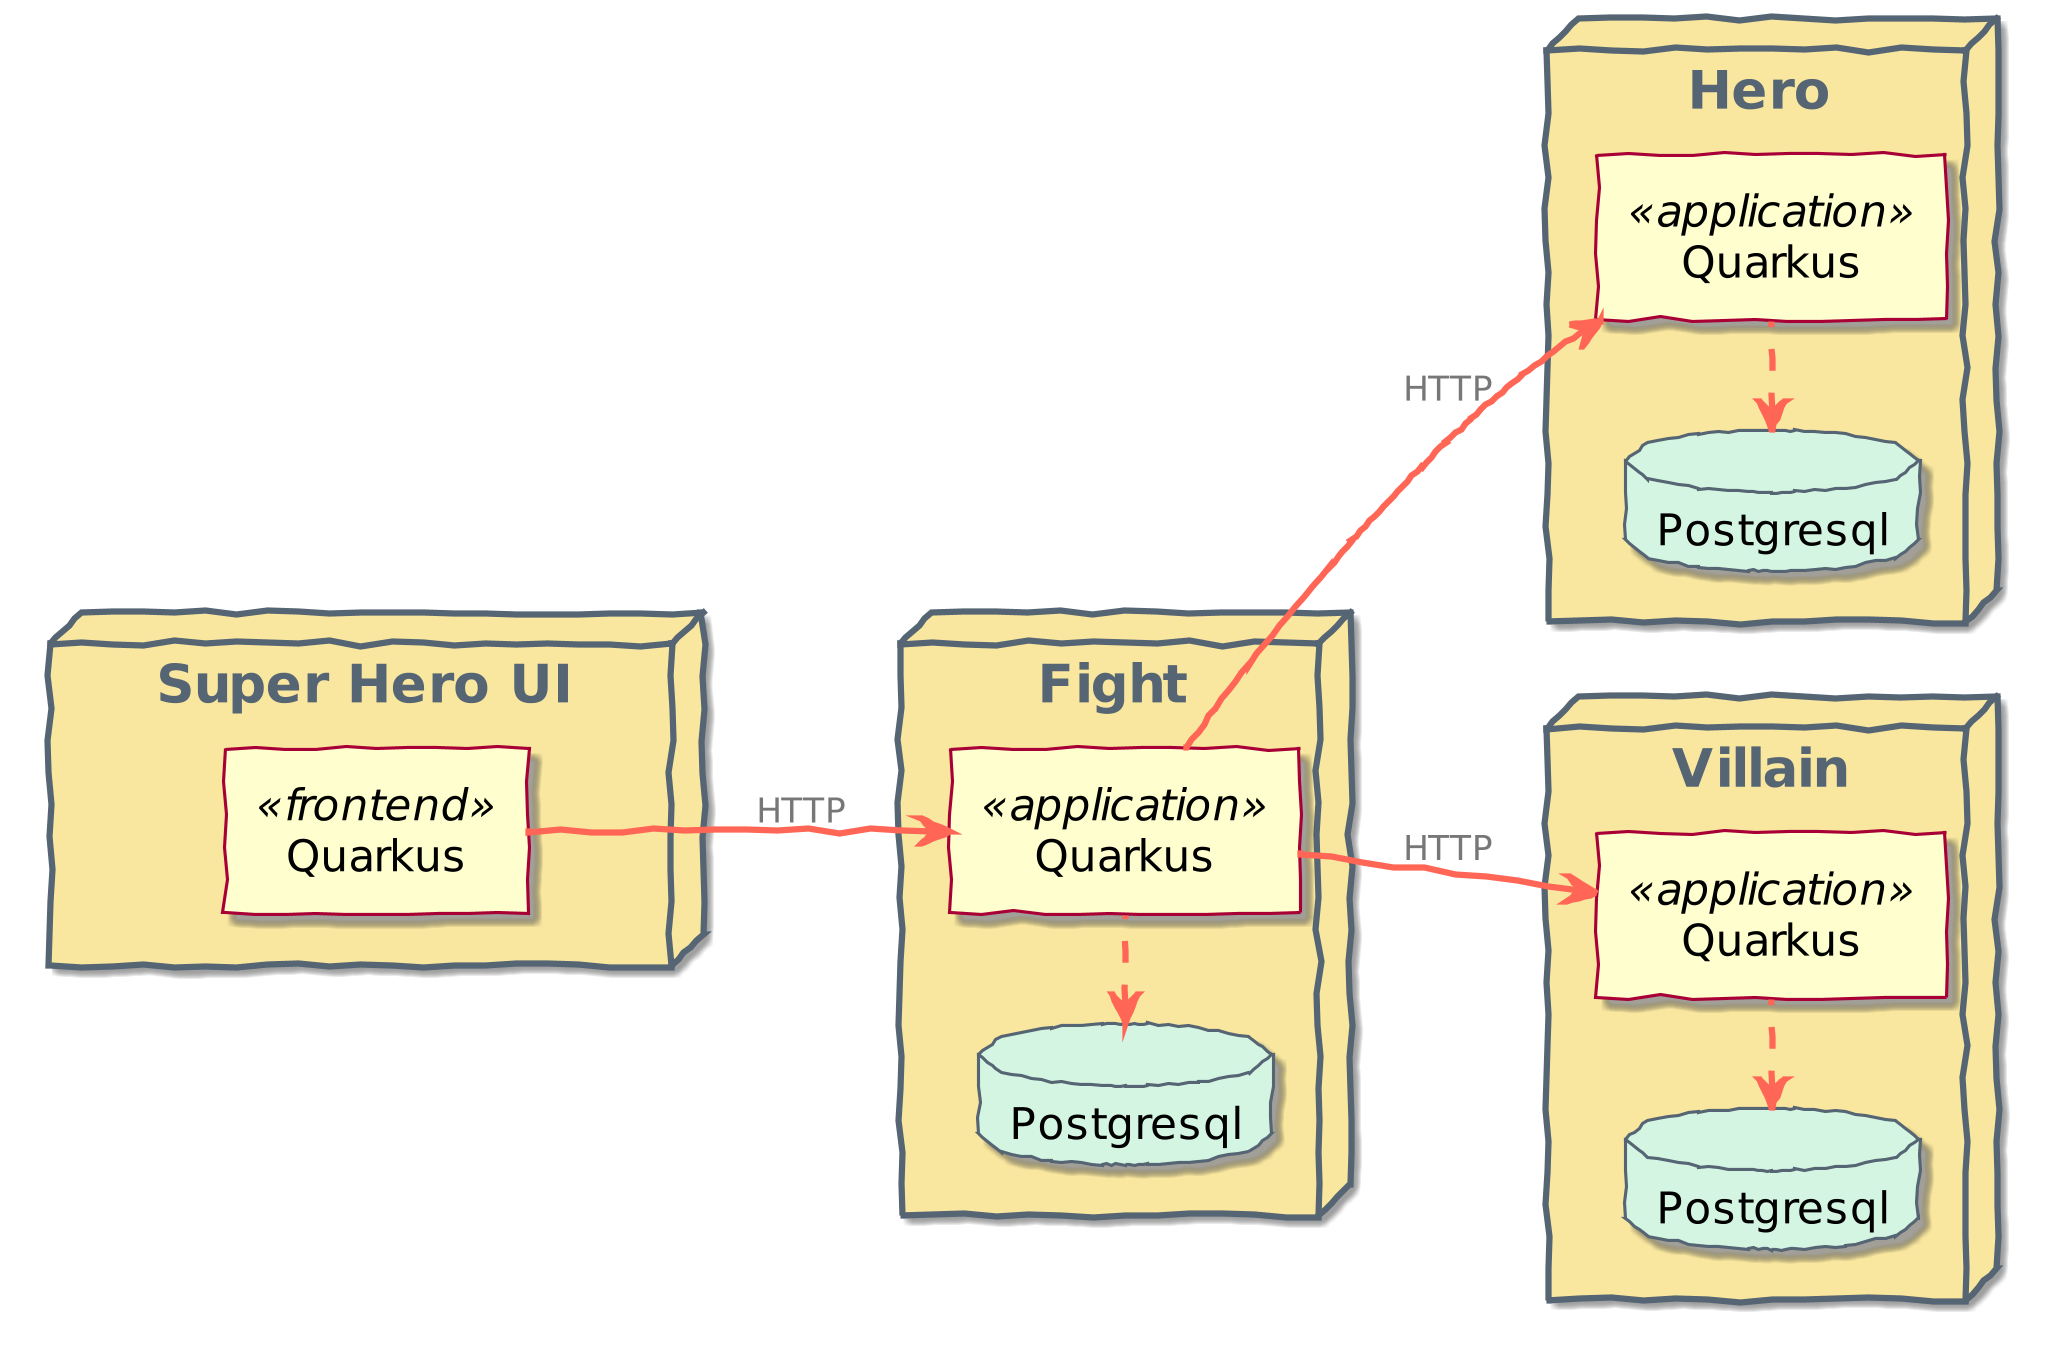 Hero
«application»
Quarkus
HTTP
Postgresql
Super Hero UI
«frontend»
Quarkus
HTTP
Fight
«application»
Quarkus
Postgresql
HTTP
Villain
«application»
Quarkus
Postgresql